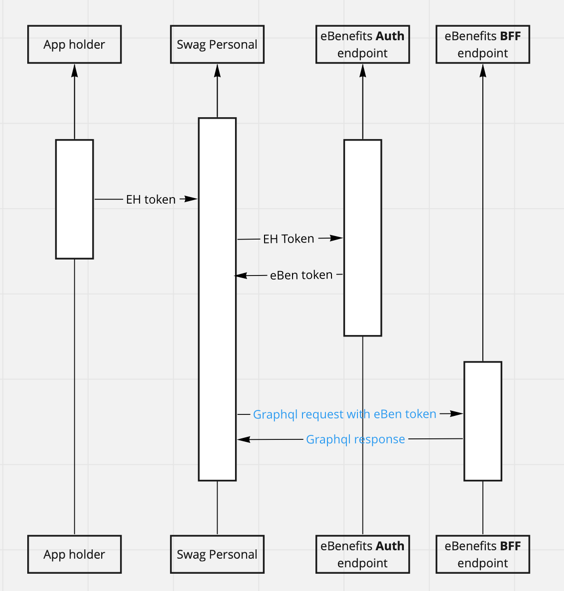 App holder
Swag Personal
eBenefits Auth
endpoint
eBenefits BFF
endpoint
EH token
EH Token
eBen token
Graphql request with eBen token
Graphql response
App holder
Swag Personal
eBenefits Auth
endpoint
eBenefits BFF
endpoint